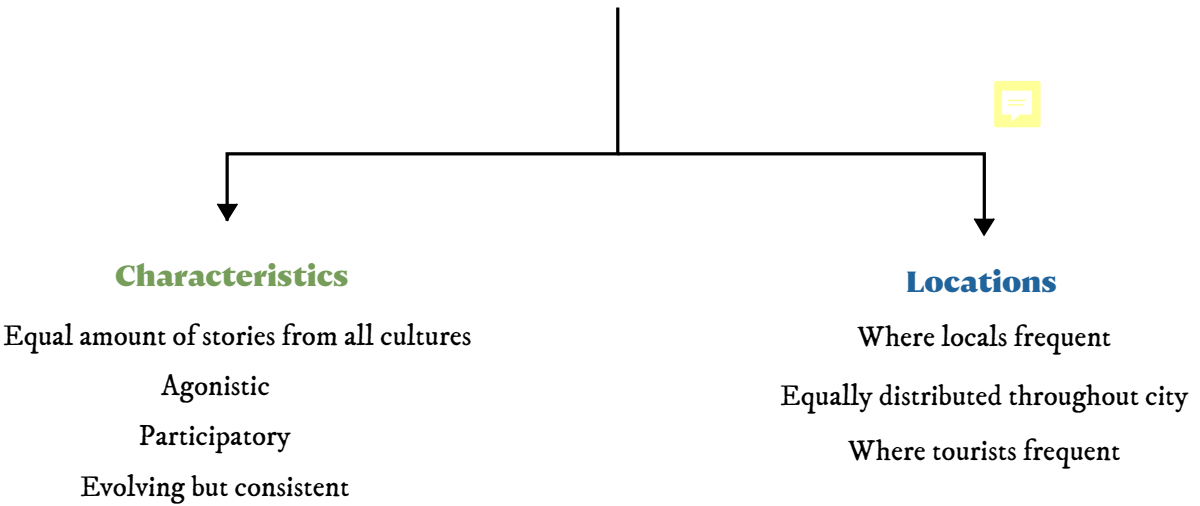 Characteristics
Equal amount of stories from all cultures
Agonistic
Participatory
Evolving but consistent
Locations
Where locals frequent
Equally distributed throughout city
Where tourists frequent